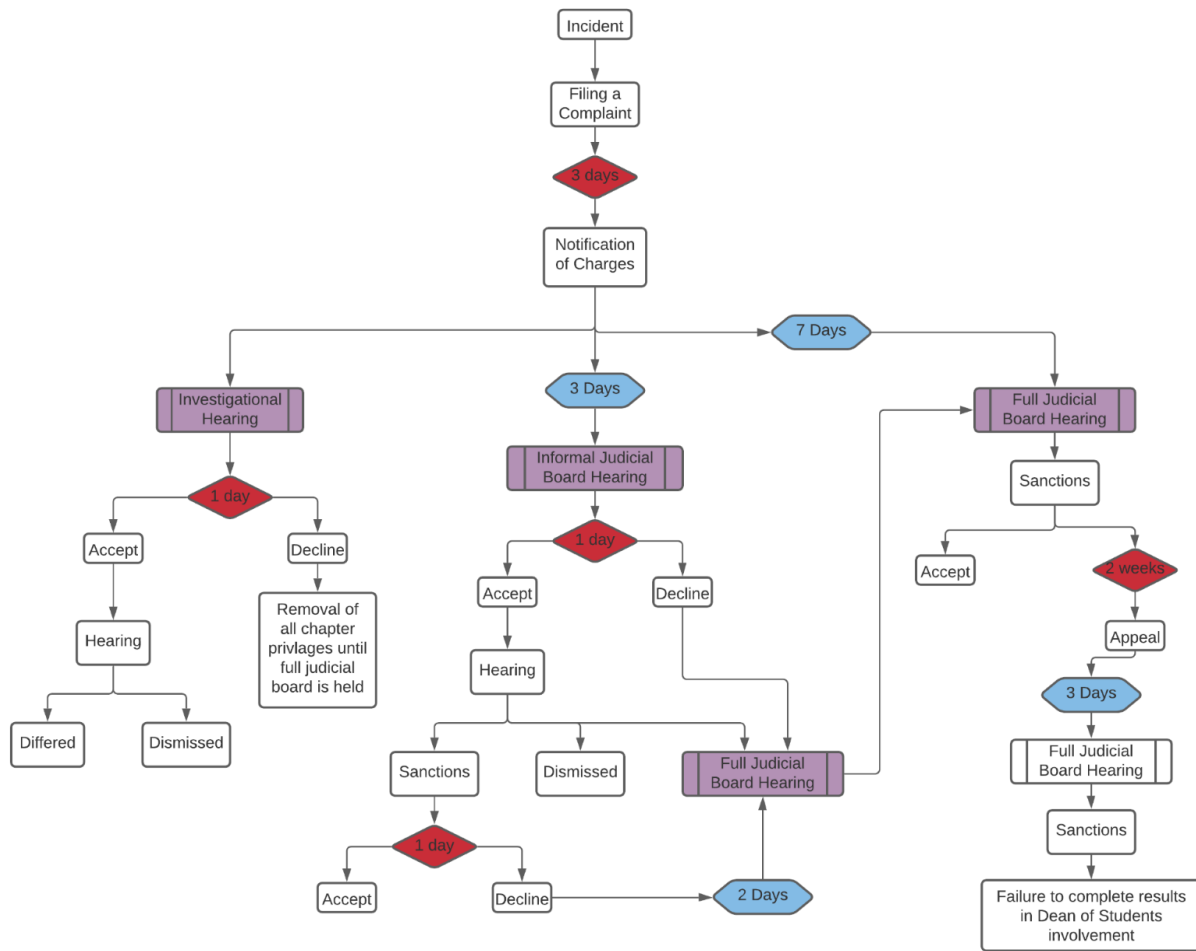 Incident
Filing a
Complaint
3 days
Notification
of Charges
7 Days
Investigational
Hearing
3 Days
Full Judicial
Board Hearing
Informal Judicial
Board Hearing
Sanctions
1 day
Accept
Decline
1 day
Accept
2 weeks
Removal of
all chapter
privlages until
full judicial
board is held
Accept
Decline
Hearing
Appeal
Hearing
3 Days
Differed
Dismissed
Sanctions
Dismissed
Full Judicial
Board Hearing
Full Judicial
Board Hearing
Sanctions
1 day
Accept
Decline
2 Days
Failure to complete results
in Dean of Students
involvement